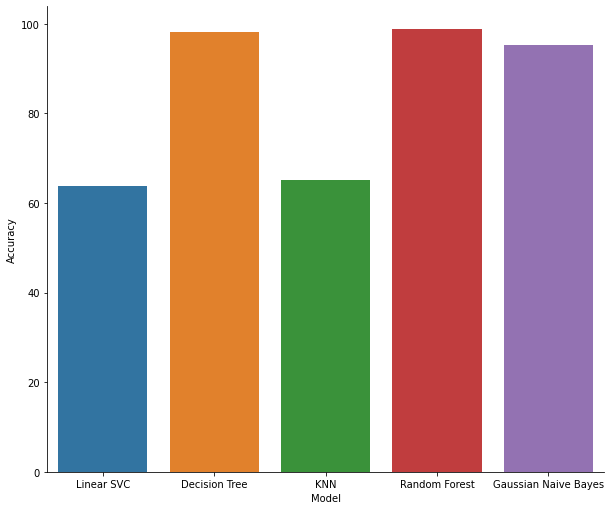 Accuracy
100
80
60
40
20
0
Linear SVC
Decision Tree
KNN
Random Forest
Gaussian Naive Bayes
Model